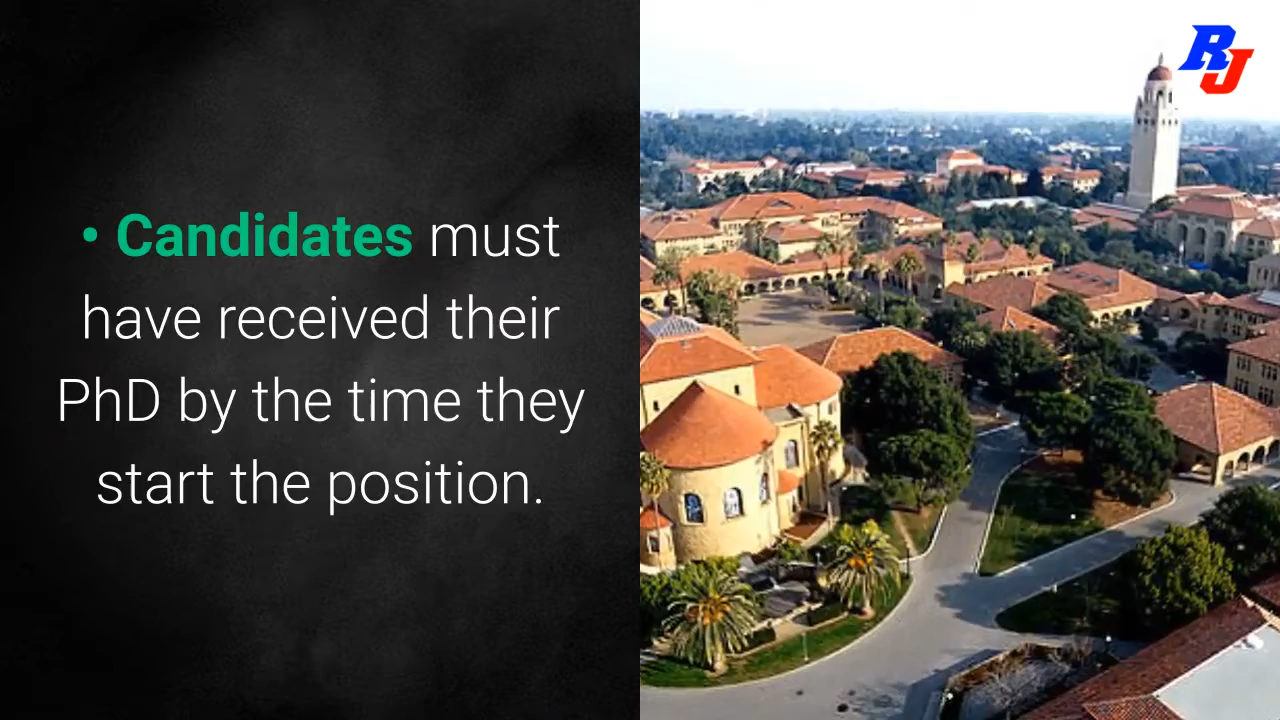 • Candidates must
have received their
PhD by the time they
start the position.
RJ